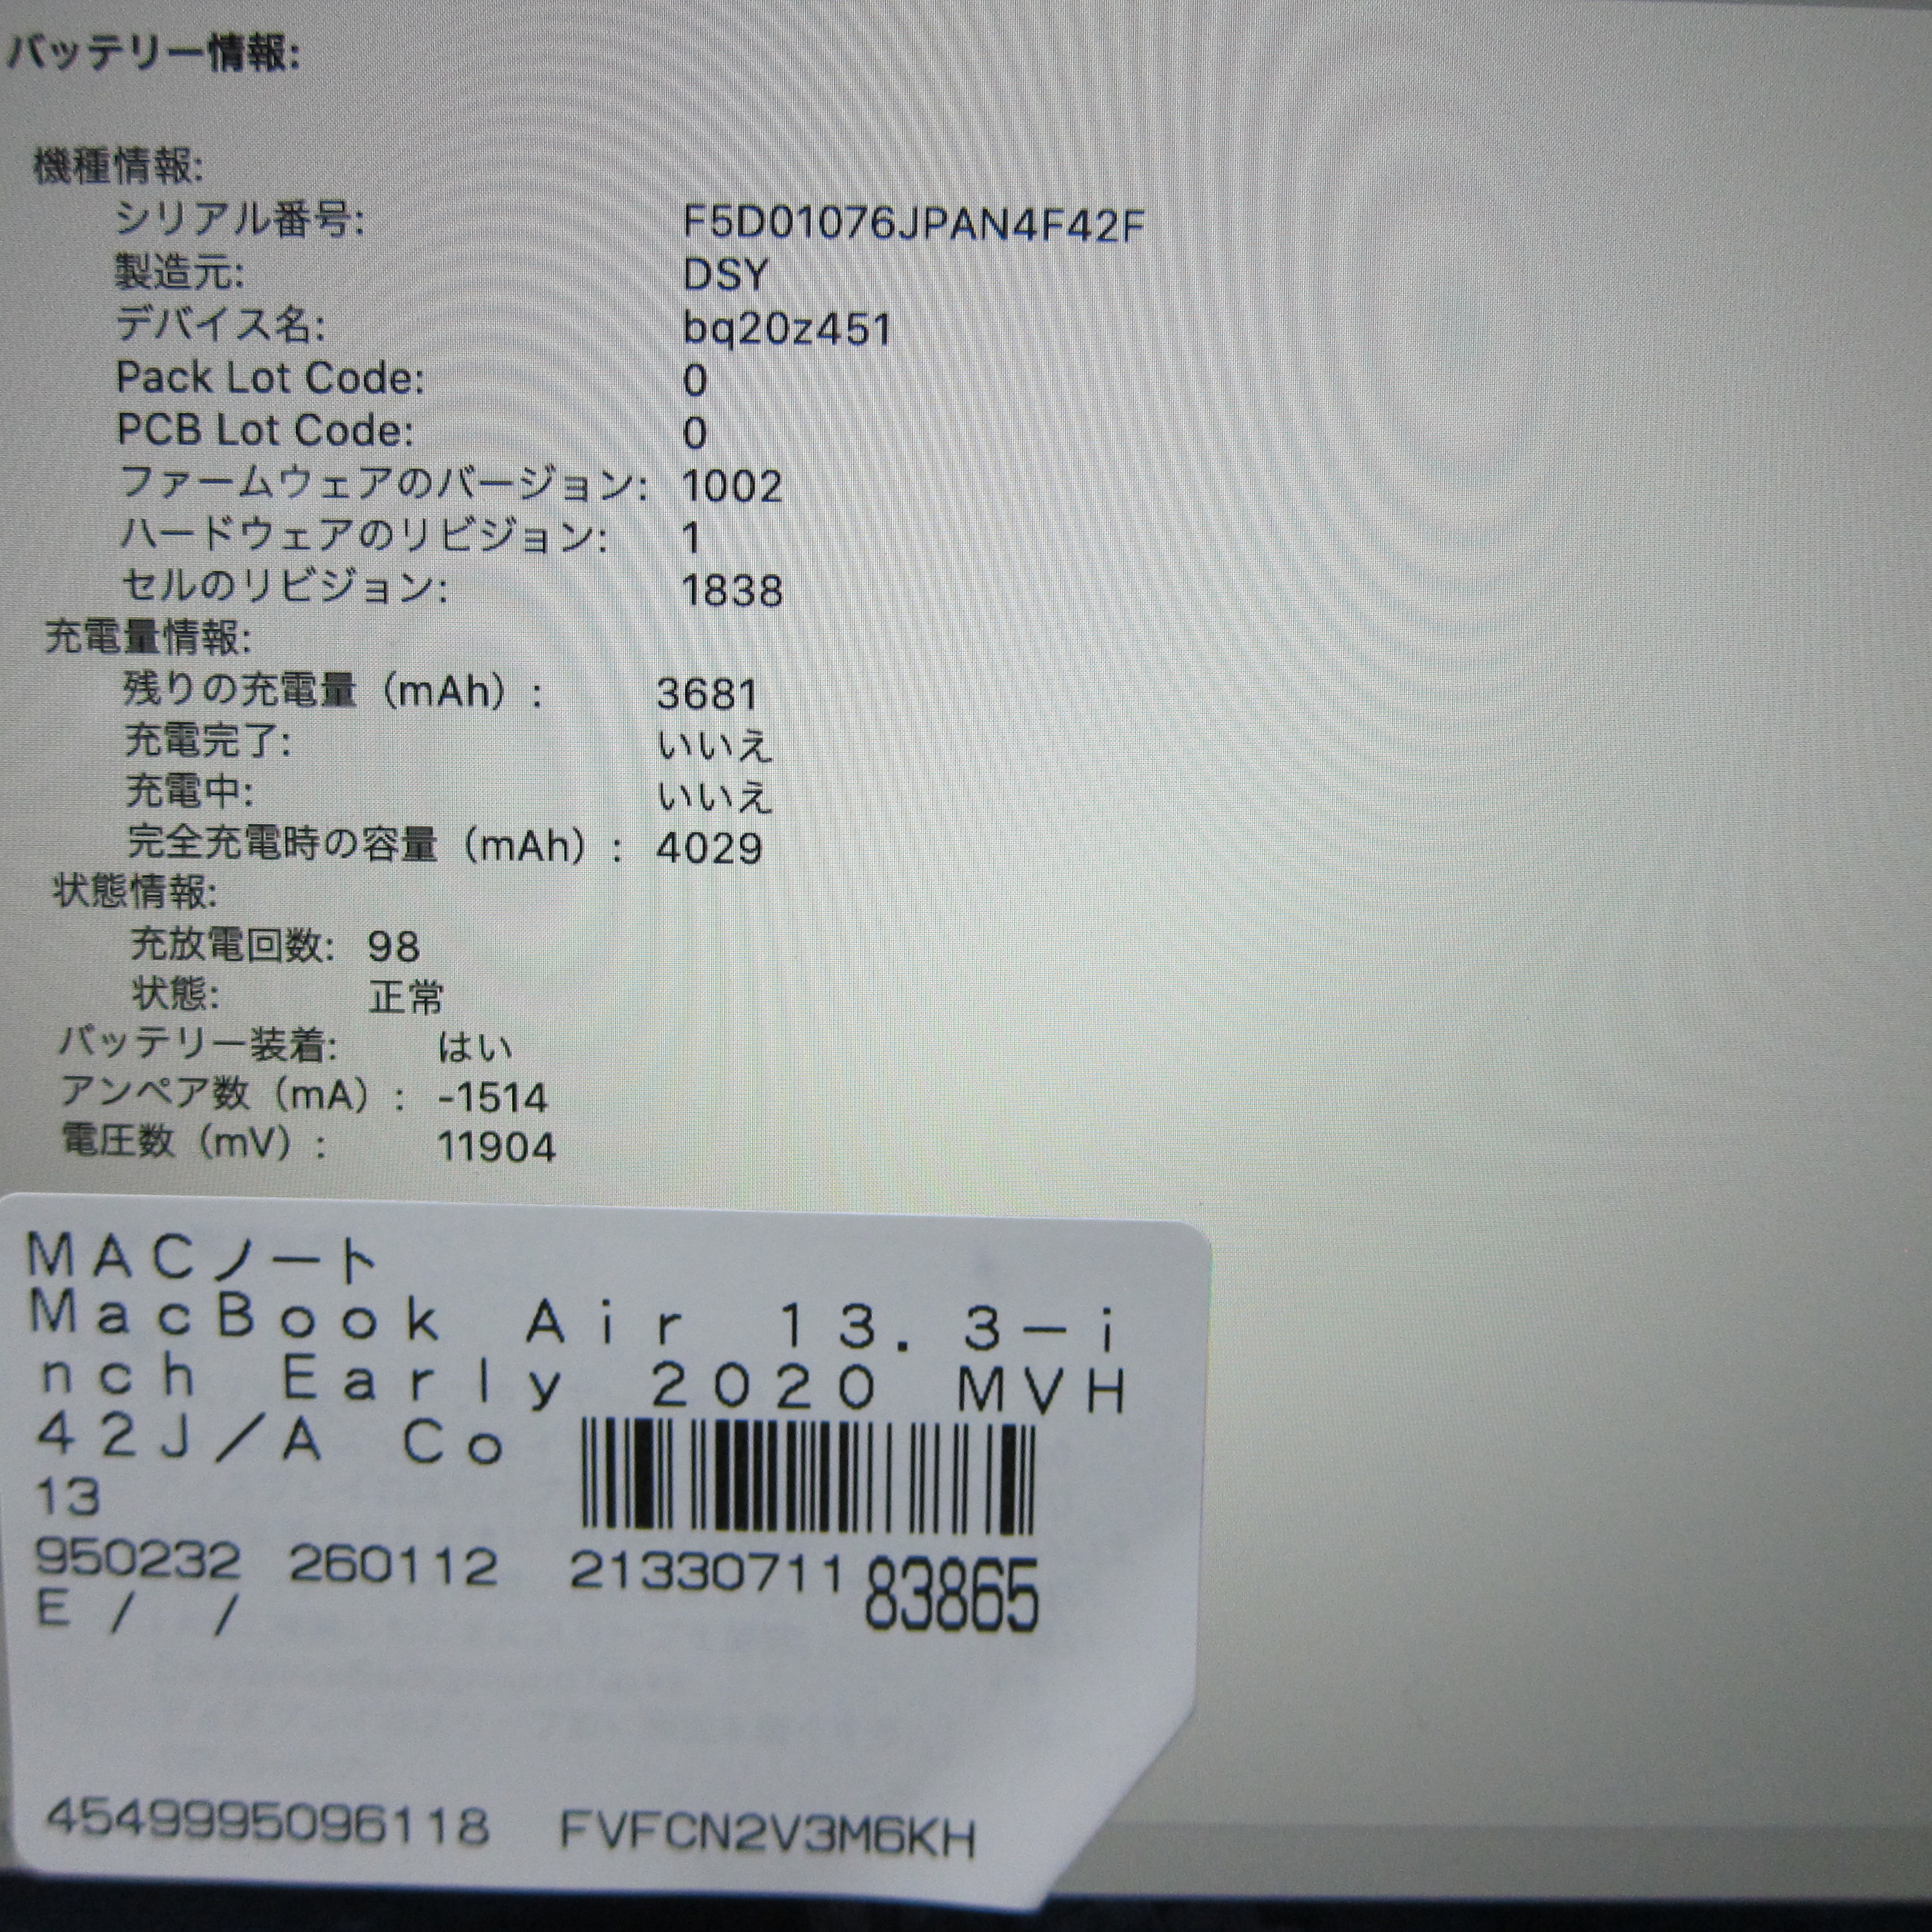 バッテリー情報:
機種情報:
シリアル番号: F5D01076JPAN4F42F
製造元: DSY
デバイス名: bq20z451
Pack Lot Code: 0
PCB Lot Code: 0
ファームウェアのバージョン: 1002
ハードウェアのリビジョン: 1
セルのリビジョン: 1838
充電量情報:
残りの充電量（mAh）: 3681
充電完了: いいえ
充電中: いいえ
完全充電時の容量（mAh）: 4029
状態情報:
充放電回数: 98
状態: 正常
バッテリー装着: はい
アンペア数（mA）: -1514
電圧数（mV）: 11904
MACノート
MacBook Air 13.3-i
nch Early 2020 MVH
42J/A Co
13
950232 260112 21330711 83865
E / /
4549995096118 FVFCN2V3M6KH